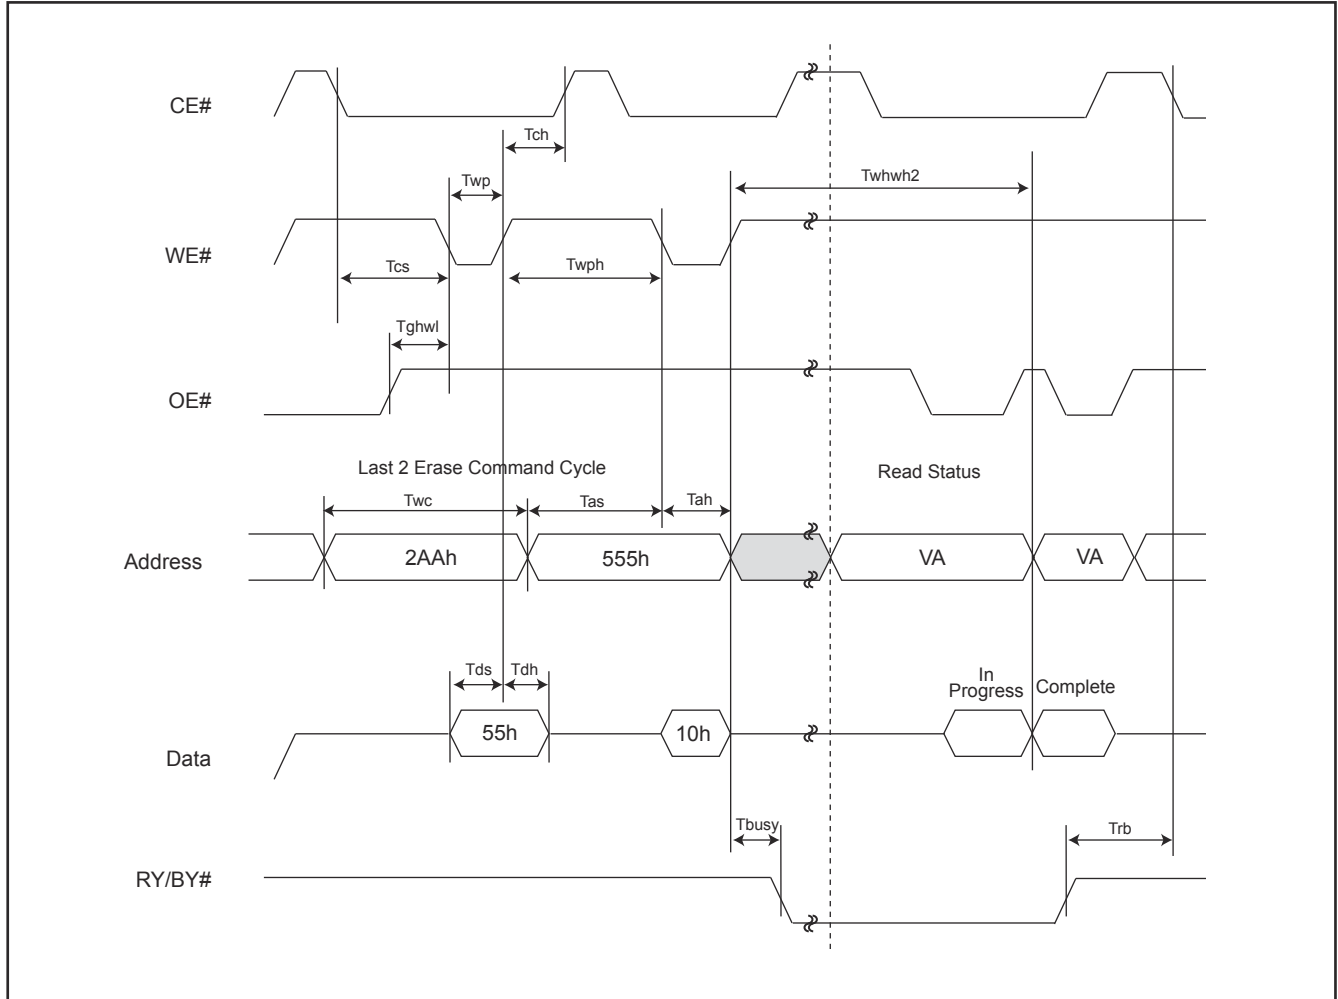 CE#
Tch
Twp
Twhwh2
WE#
Tcs
Twph
Tghwl
OE#
Last 2 Erase Command Cycle
Read Status
Twc
Tas
Tah
Address
2AAh
555h
VA
VA
Tds
Tdh
In
Progress
Complete
55h
10h
Data
Tbusy
Trb
RY/BY#